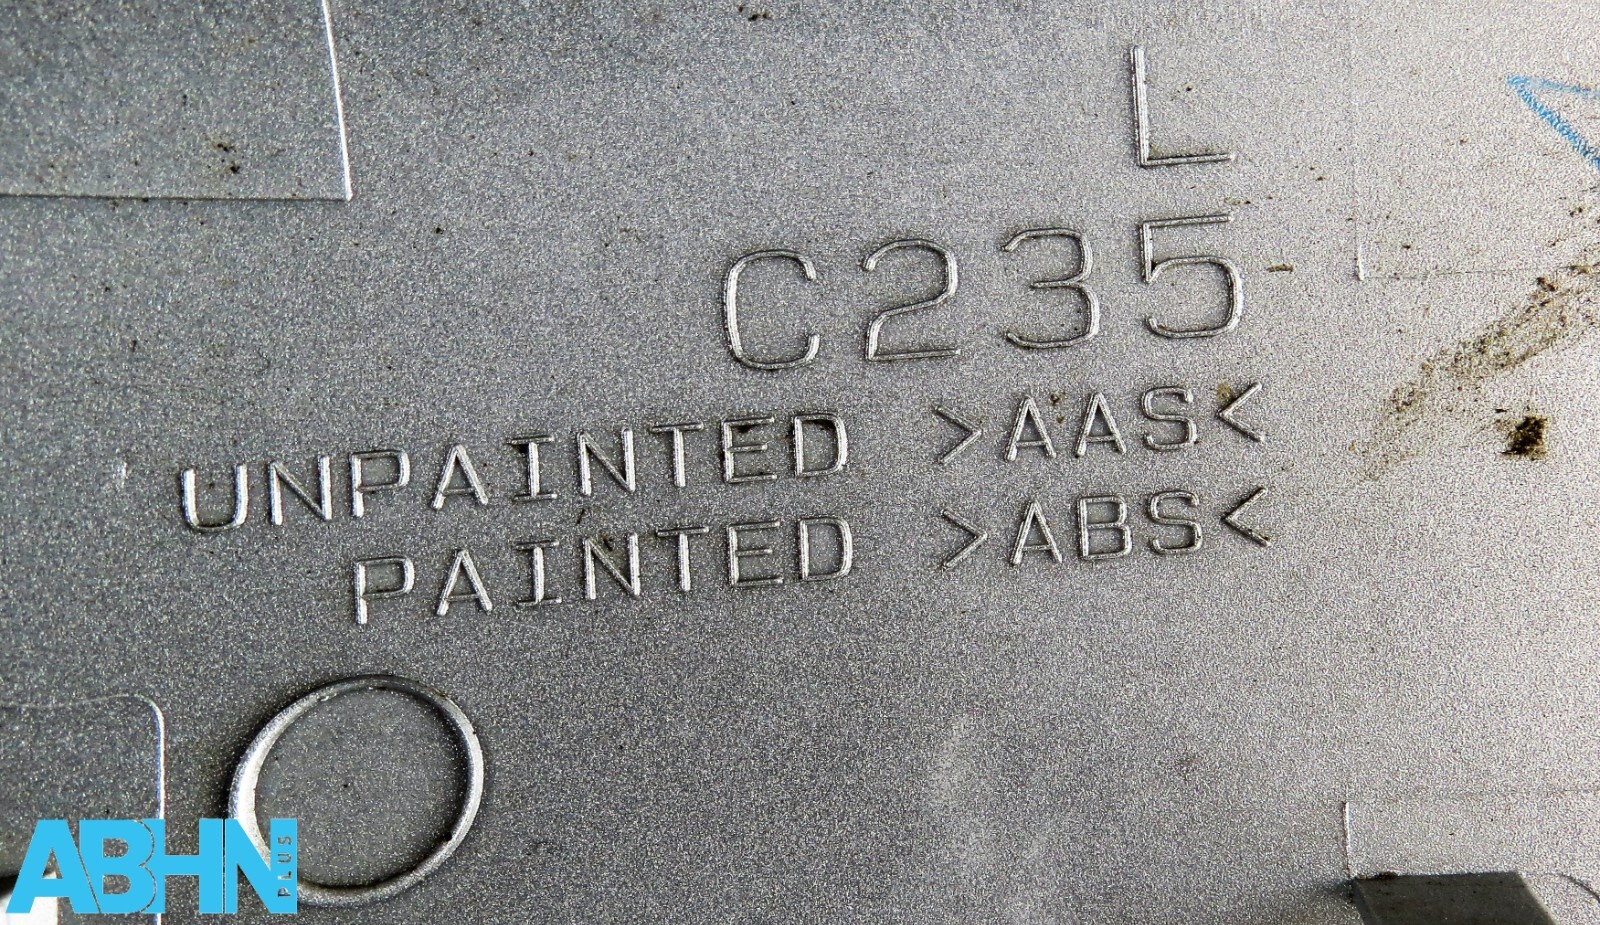 L
C235
UNPAINTED >AAS<
PAINTED >ABS<
ABHN PLUS